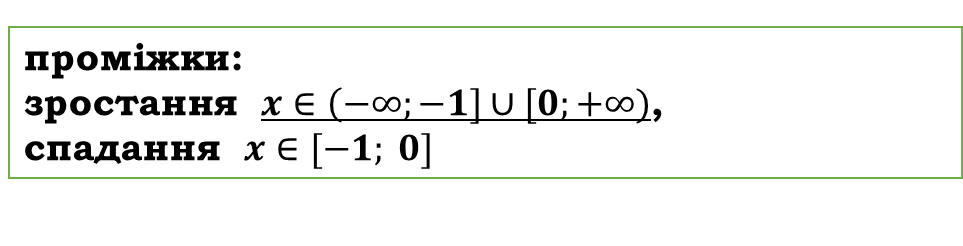 проміжки:
зростання x ∈ (−∞; −1] ∪ [0; +∞),
спадання x ∈ [−1; 0]